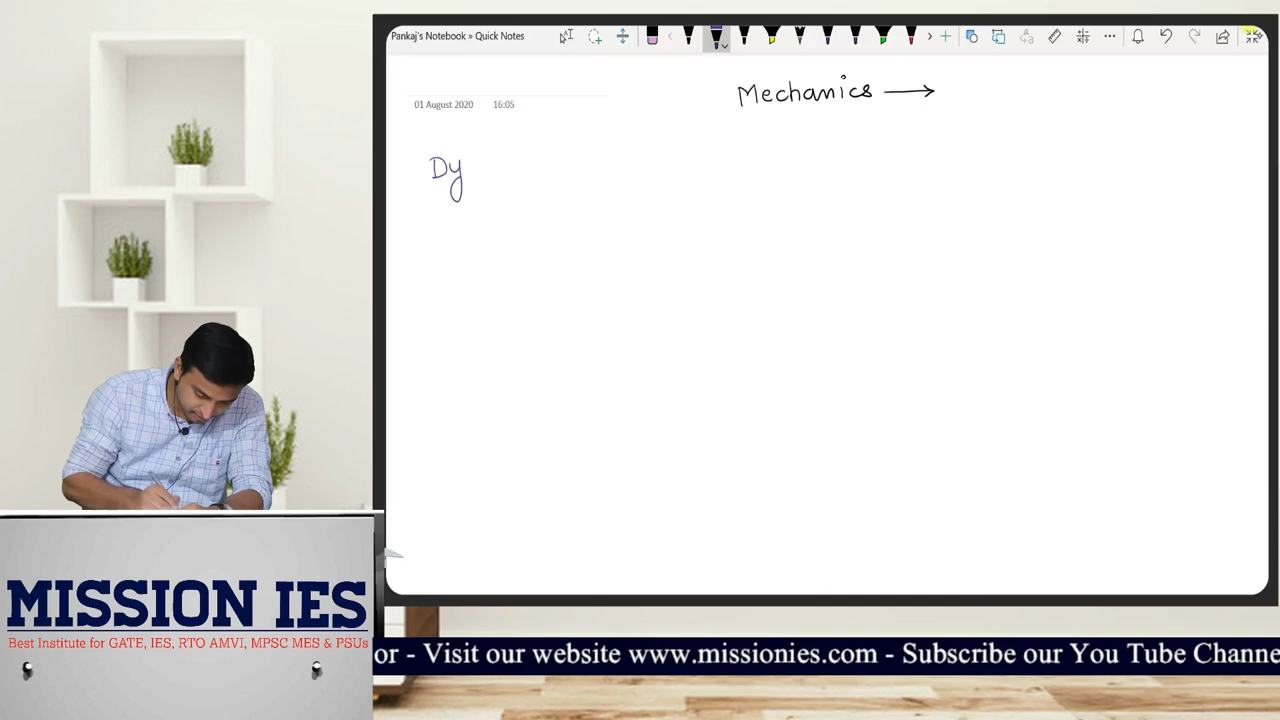 Pankaj's Notebook » Quick Notes
Mechanics →
01 August 2020 16:05
Dy
MISSION IES
Best Institute for GATE, IES, RTO AMVI, MPSC MES & PSUs
or - Visit our website www.missionies.com - Subscribe our You Tube Channe